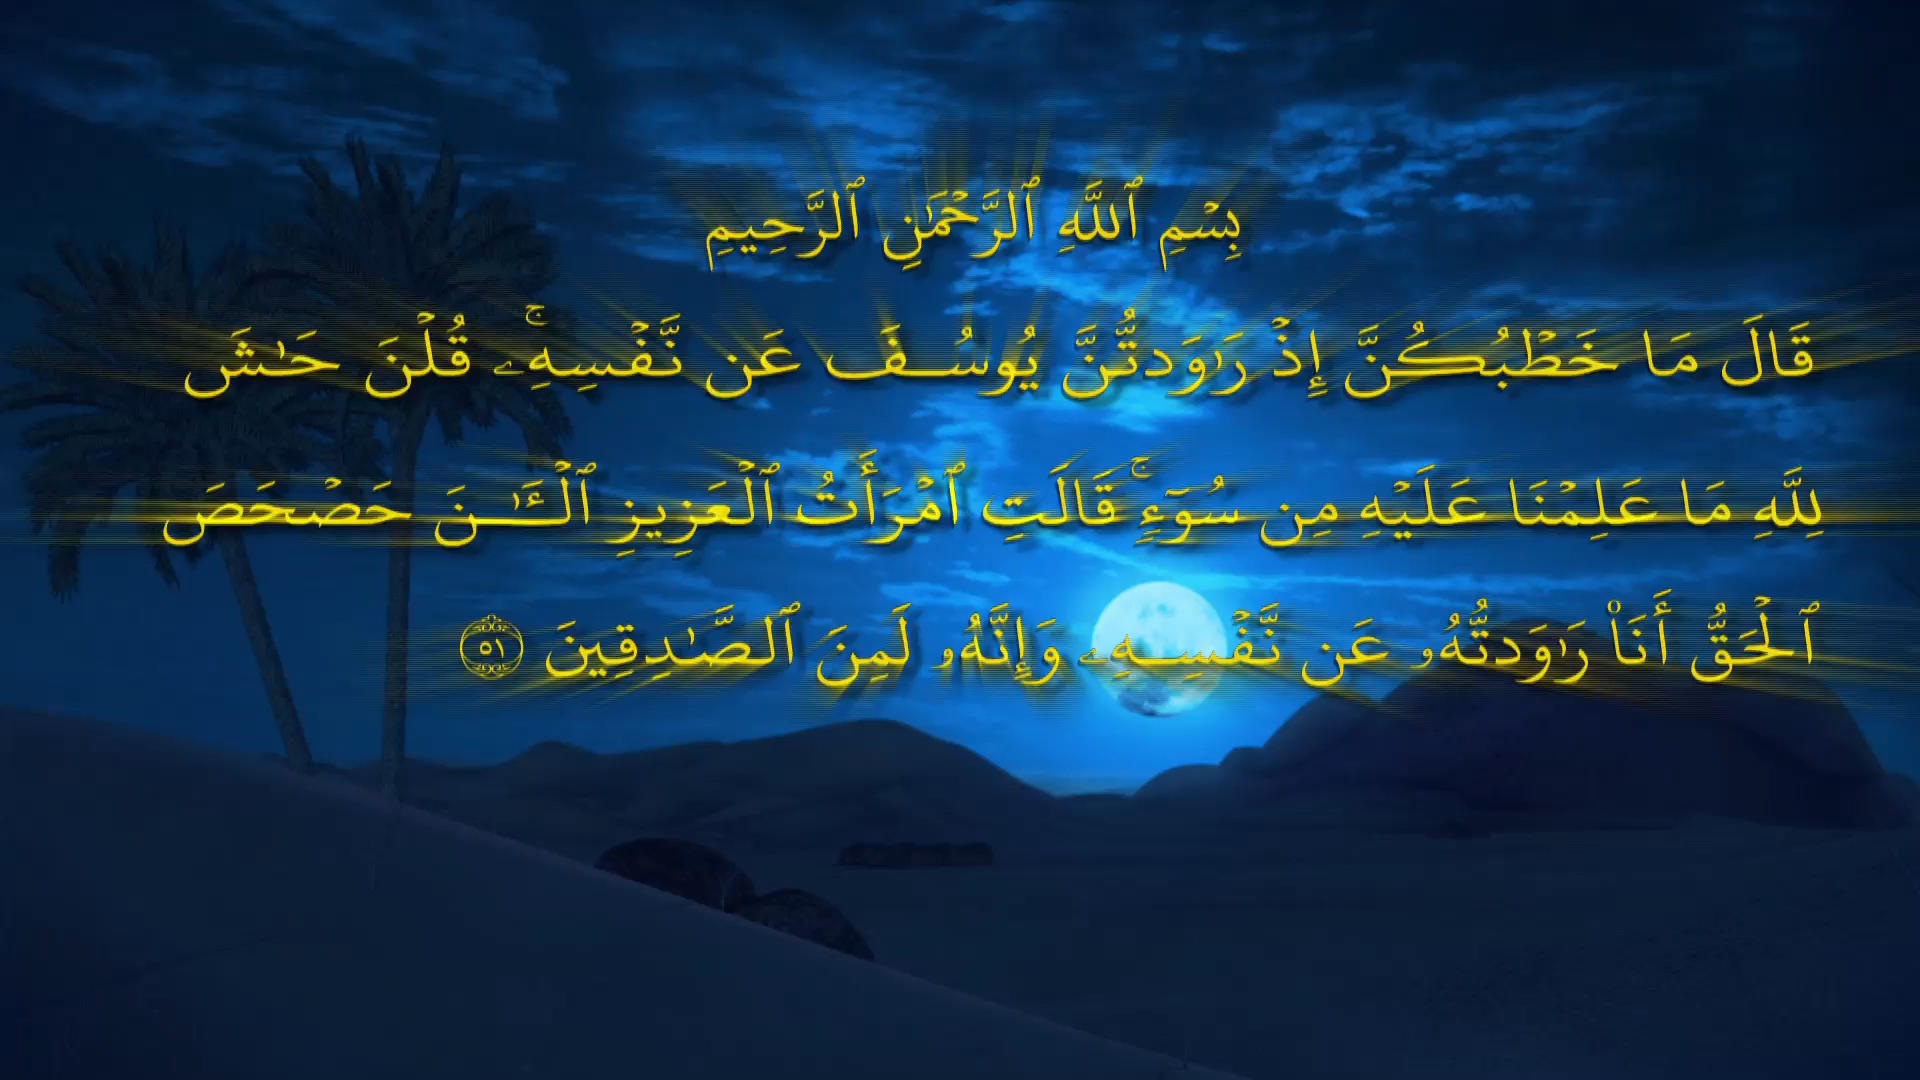 بِسْمِ ٱللَّهِ ٱلرَّحْمَٰنِ ٱلرَّحِيمِ
قَالَ مَا خَطْبُكُنَّ إِذْ رَٰوَدتُّنَّ يُوسُفَ عَن نَّفْسِهِۦ ۚ قُلْنَ حَٰشَ
لِلَّهِ مَا عَلِمْنَا عَلَيْهِ مِن سُوٓءٍ ۚ قَالَتِ ٱمْرَأَتُ ٱلْعَزِيزِ ٱلْـَٰٔنَ حَصْحَصَ
ٱلْحَقُّ أَنَا۠ رَٰوَدتُّهُۥ عَن نَّفْسِهِۦ وَإِنَّهُۥ لَمِنَ ٱلصَّٰدِقِينَ ٥١